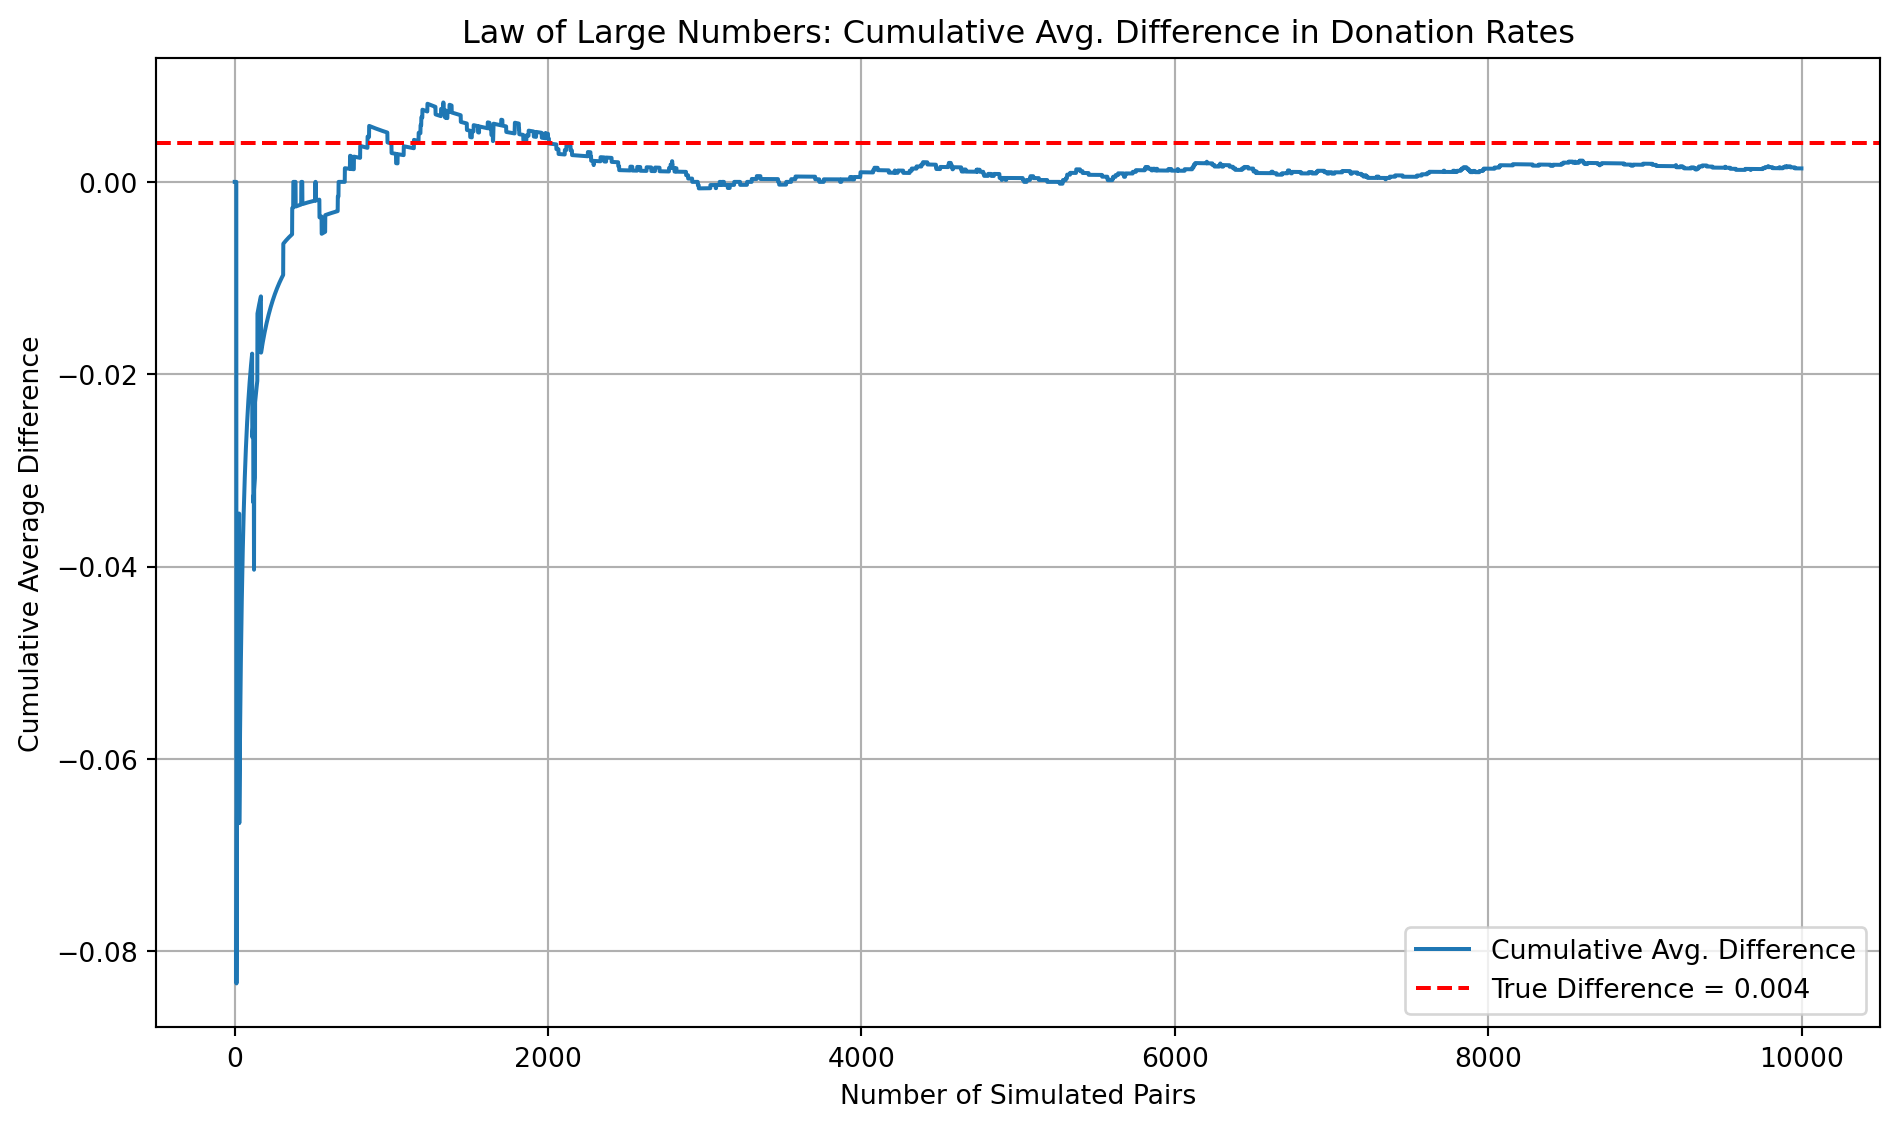 Law of Large Numbers: Cumulative Avg. Difference in Donation Rates
Cumulative Average Difference
0.00
−0.02
−0.04
−0.06
−0.08
0
2000
4000
6000
8000
10000
Number of Simulated Pairs
Cumulative Avg. Difference
True Difference = 0.004